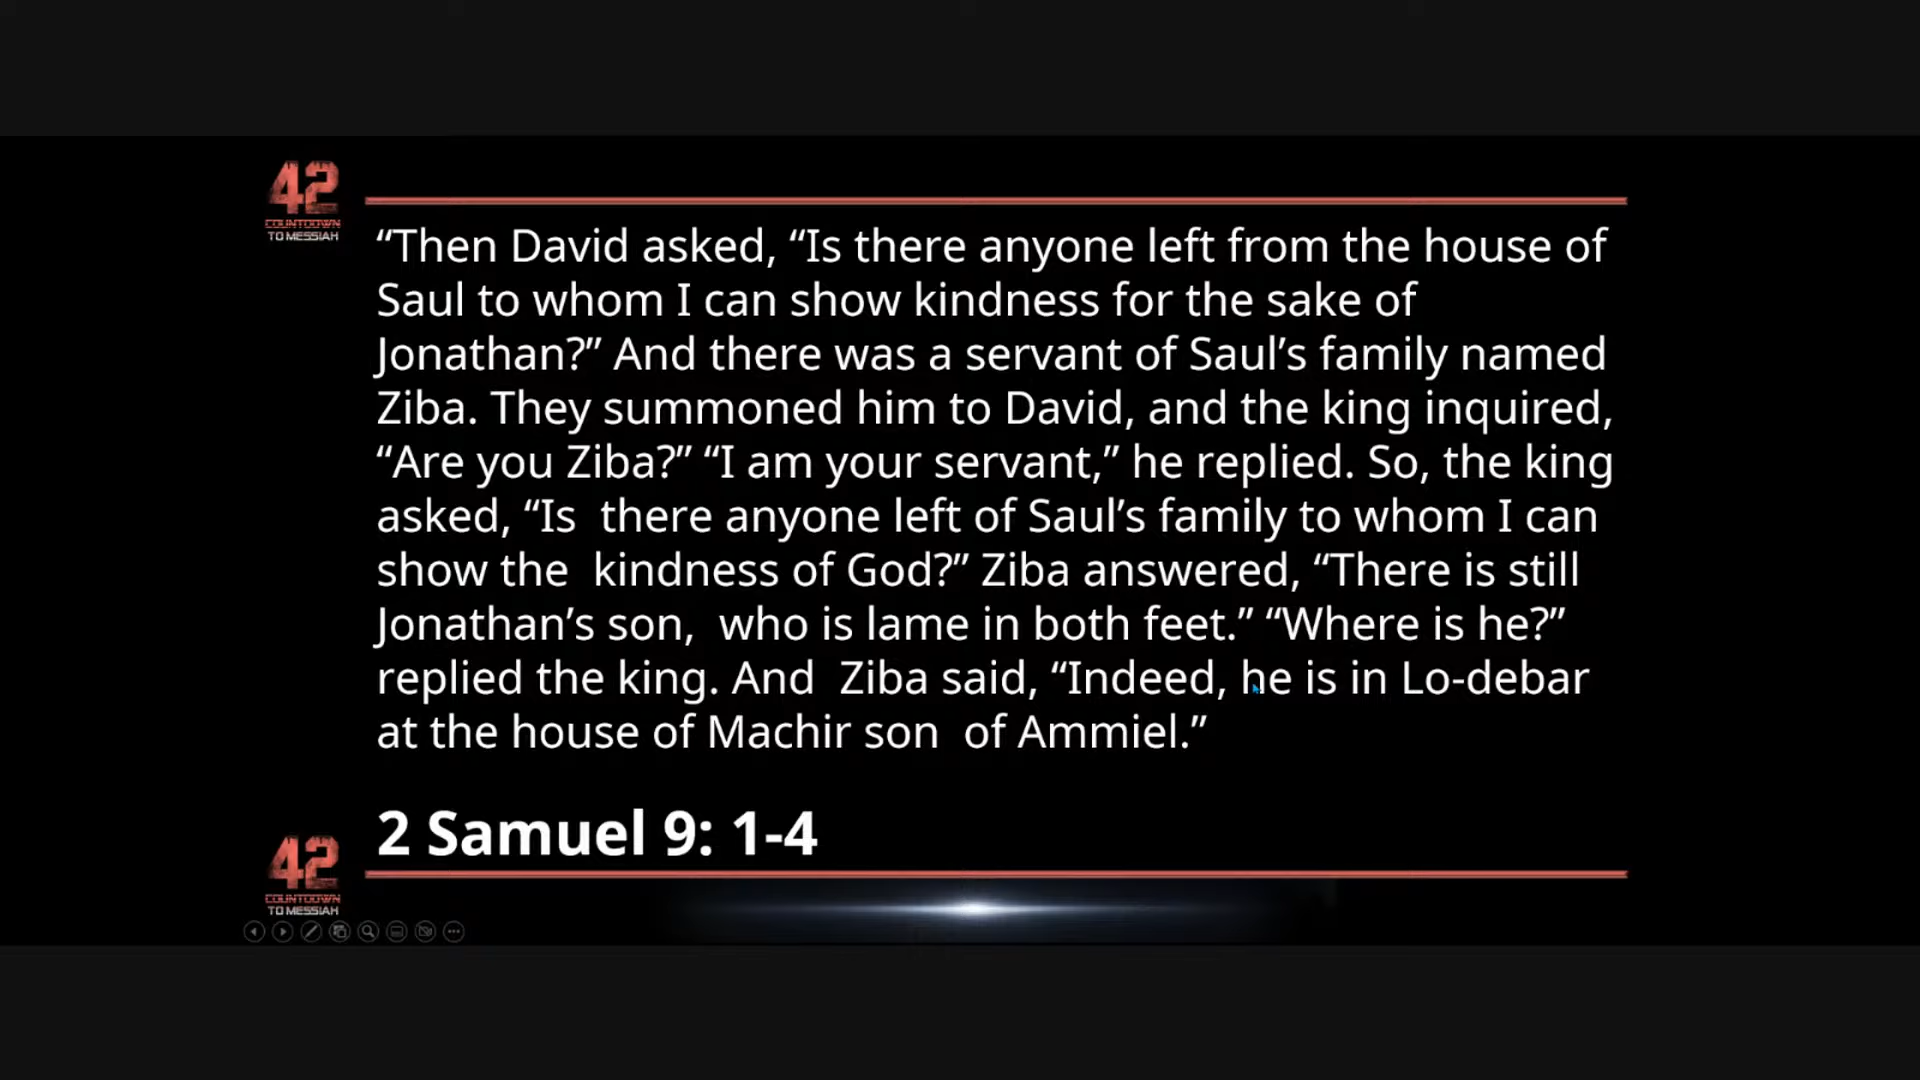 42
COUNTDOWN
TO MESSIAH
“Then David asked, “Is there anyone left from the house of
Saul to whom I can show kindness for the sake of
Jonathan?” And there was a servant of Saul’s family named
Ziba. They summoned him to David, and the king inquired,
“Are you Ziba?” “I am your servant,” he replied. So, the king
asked, “Is  there anyone left of Saul’s family to whom I can
show the  kindness of God?” Ziba answered, “There is still
Jonathan’s son,  who is lame in both feet.” “Where is he?”
replied the king. And  Ziba said, “Indeed, he is in Lo-debar
at the house of Machir son  of Ammiel.”
2 Samuel 9: 1-4
42
COUNTDOWN
TO MESSIAH